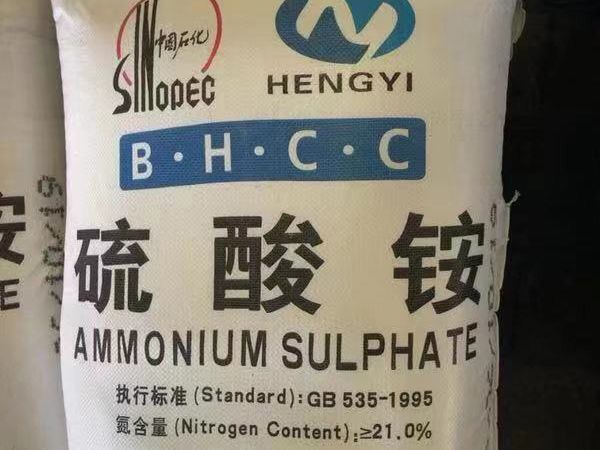 中国石化
SINOPEC
HENGYI
B·H·C·C
硫酸铵
AMMONIUM SULPHATE
执行标准(Standard):GB 535-1995
氮含量(Nitrogen Content):≥21.0%
安
E